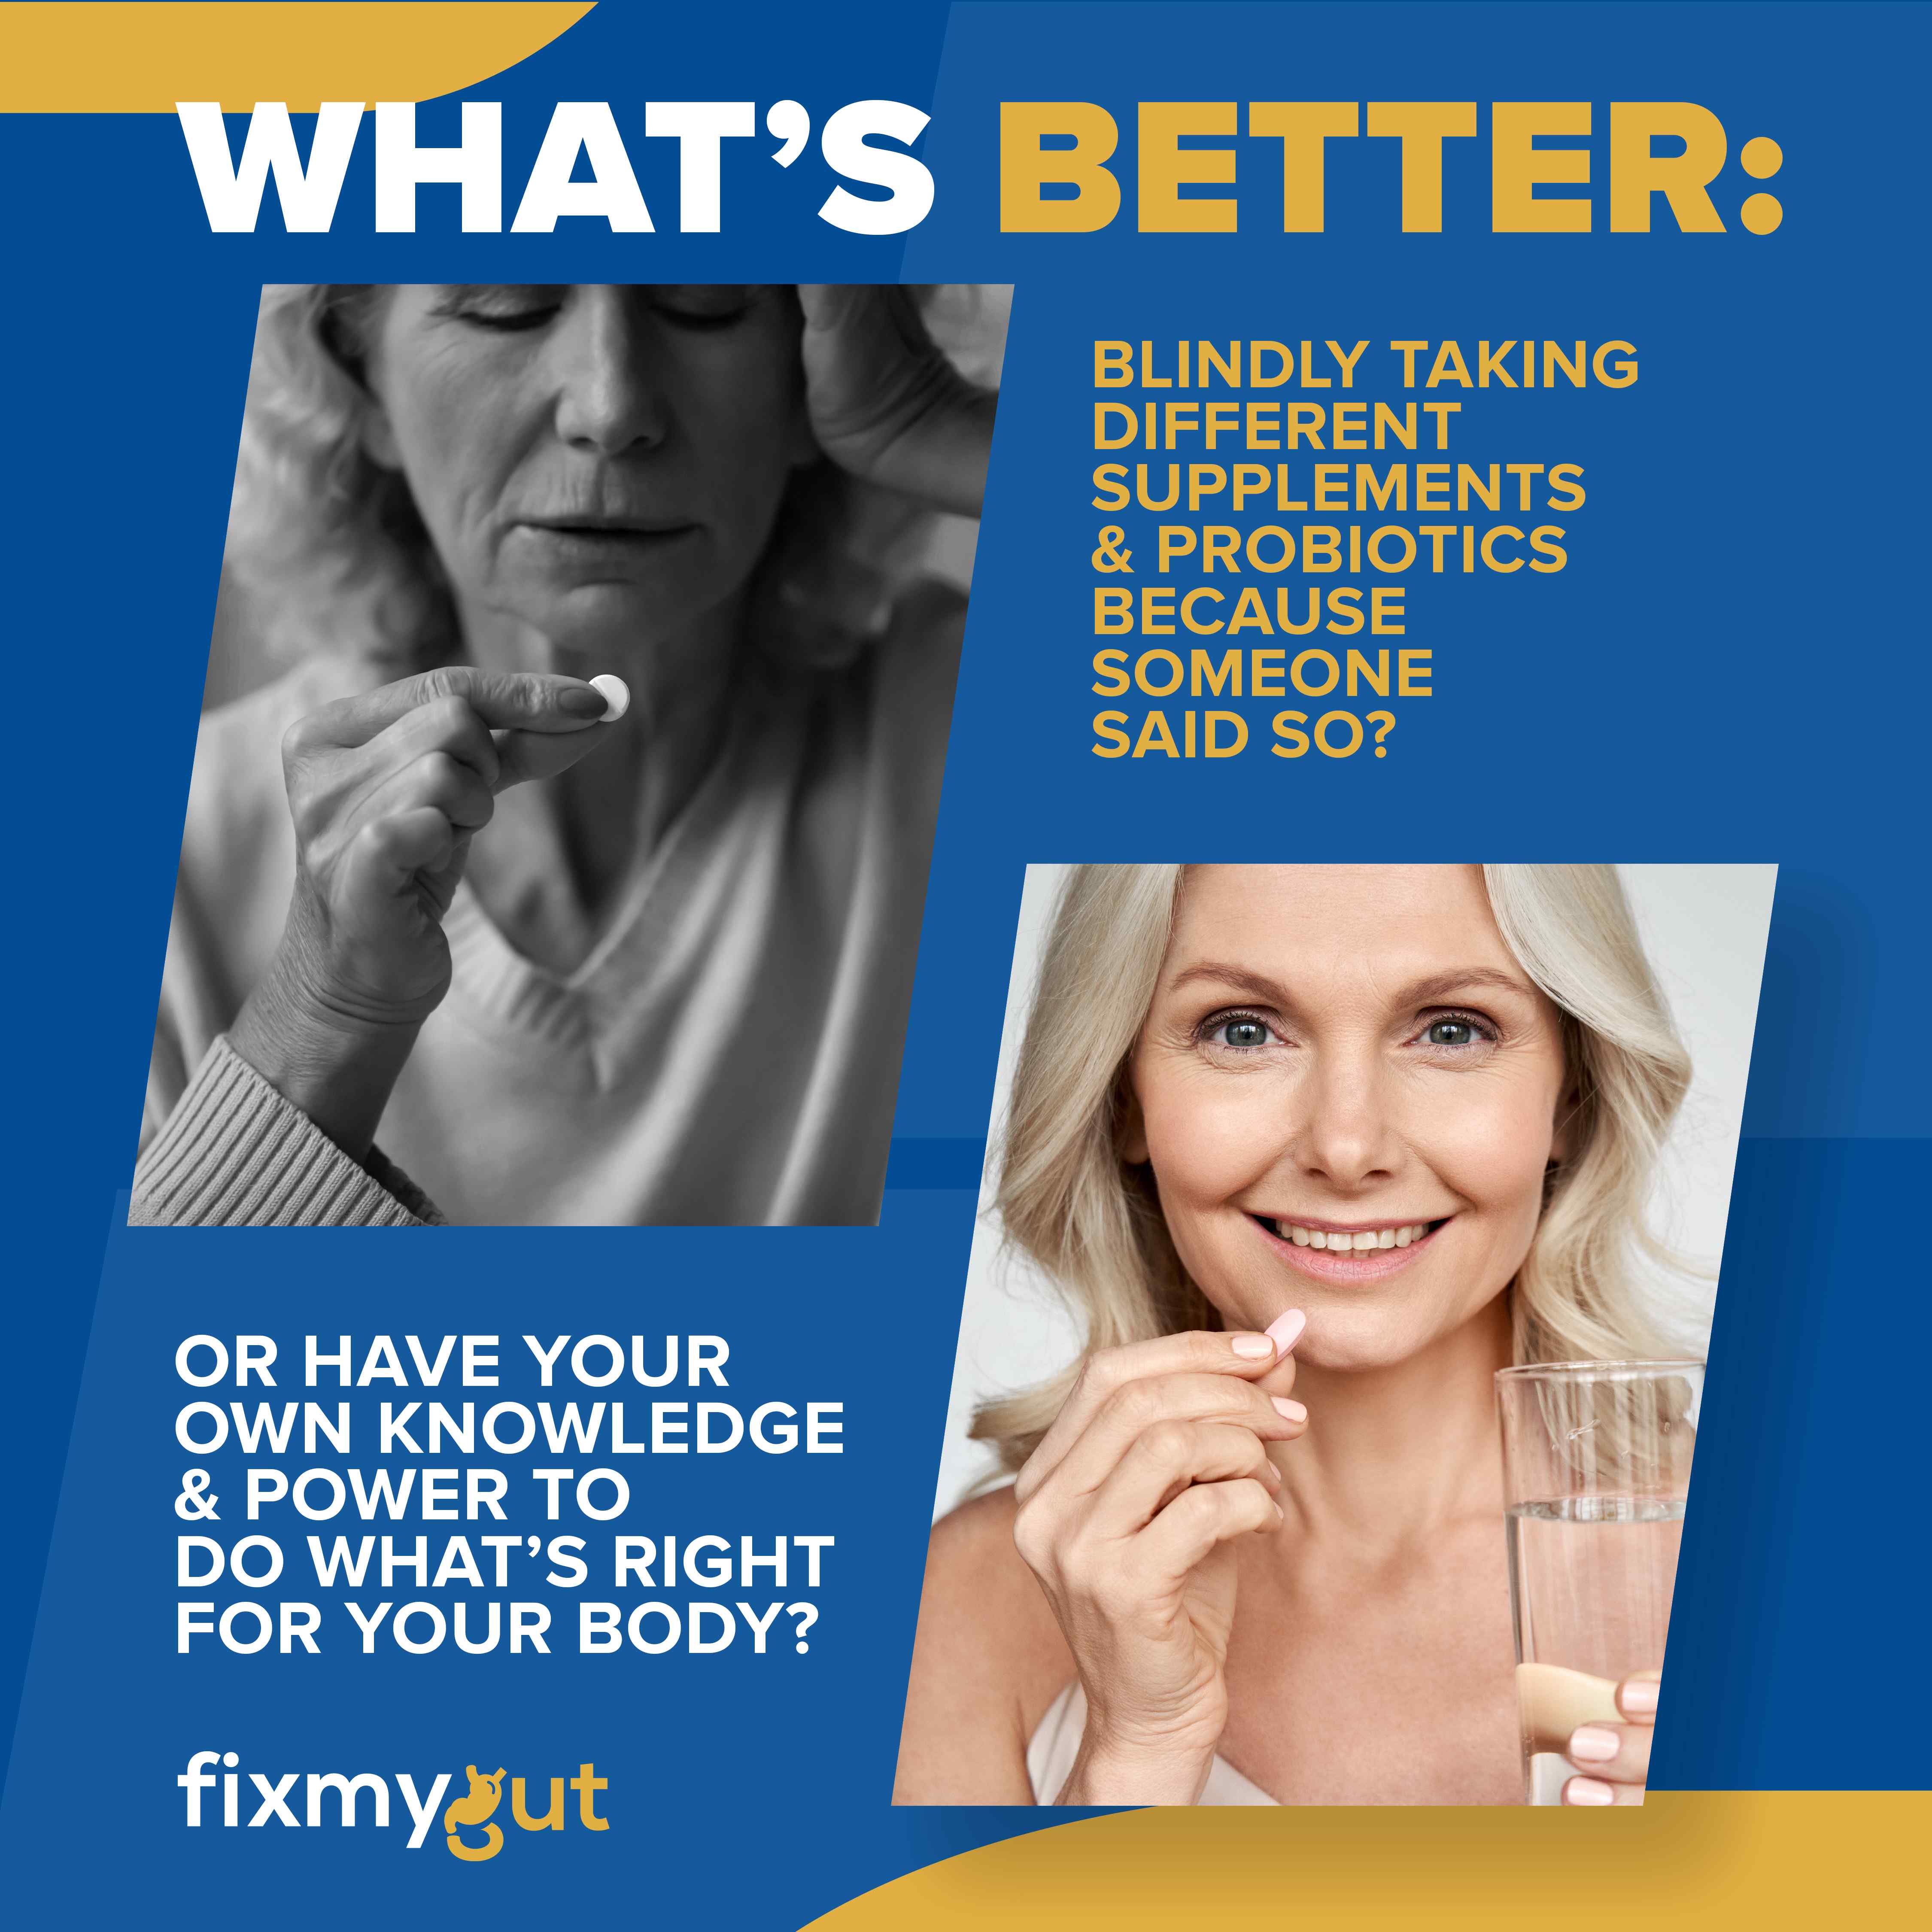 WHAT'S BETTER:
BLINDLY TAKING
DIFFERENT
SUPPLEMENTS
& PROBIOTICS
BECAUSE
SOMEONE
SAID SO?
OR HAVE YOUR
OWN KNOWLEDGE
& POWER TO
DO WHAT'S RIGHT
FOR YOUR BODY?
fixmygut